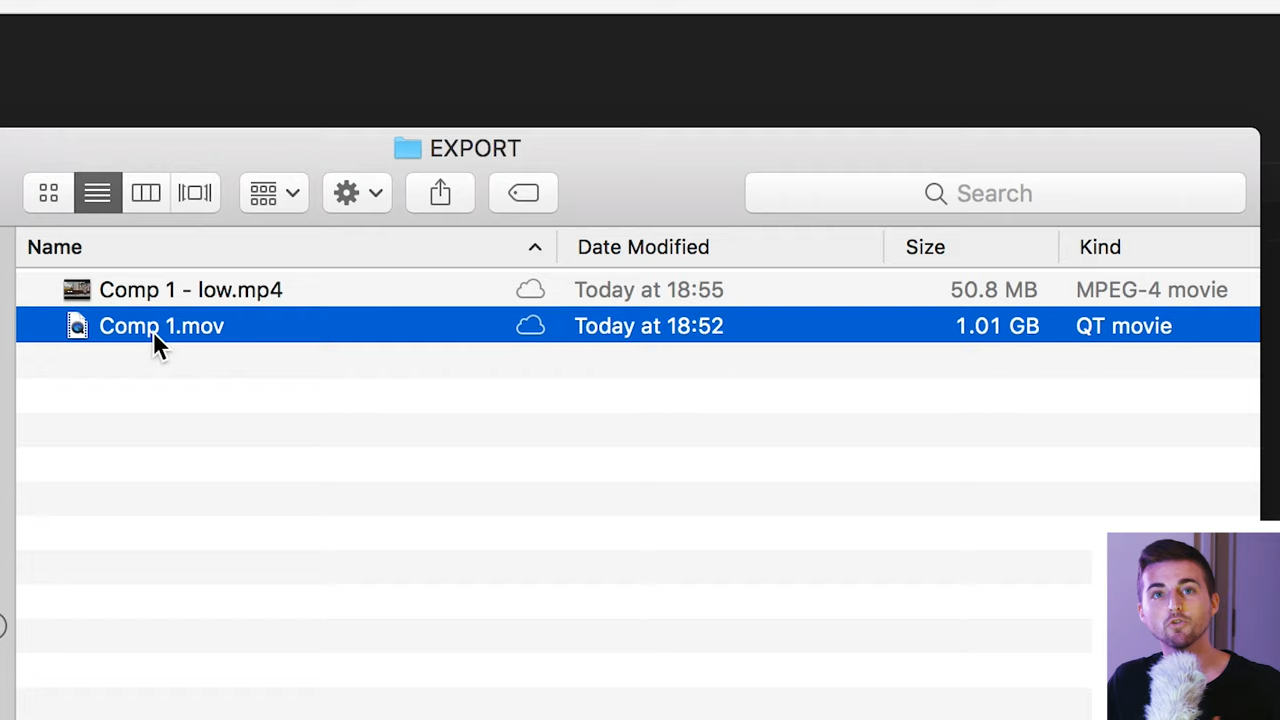 EXPORT
Search
Name Date Modified Size Kind
Comp 1 - low.mp4 Today at 18:55 50.8 MB MPEG-4 movie
Comp 1.mov Today at 18:52 1.01 GB QT movie